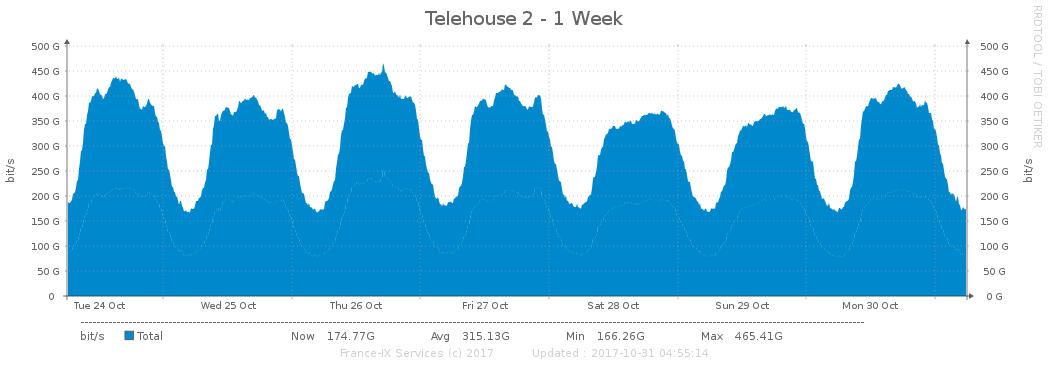 Telehouse 2 - 1 Week
RRDTOOL / TOBI OETIKER
500 G 500 G
450 G 450 G
400 G 400 G
350 G 350 G
300 G 300 G
250 G 250 G
200 G 200 G
150 G 150 G
100 G 100 G
50 G 50 G
0 0 G
bit/s bit/s
Tue 24 Oct Wed 25 Oct Thu 26 Oct Fri 27 Oct Sat 28 Oct Sun 29 Oct Mon 30 Oct
bit/s Total Now 174.77G Avg 315.13G Min 166.26G Max 465.41G
France-IX Services (c) 2017 Updated : 2017-10-31 04:55:14